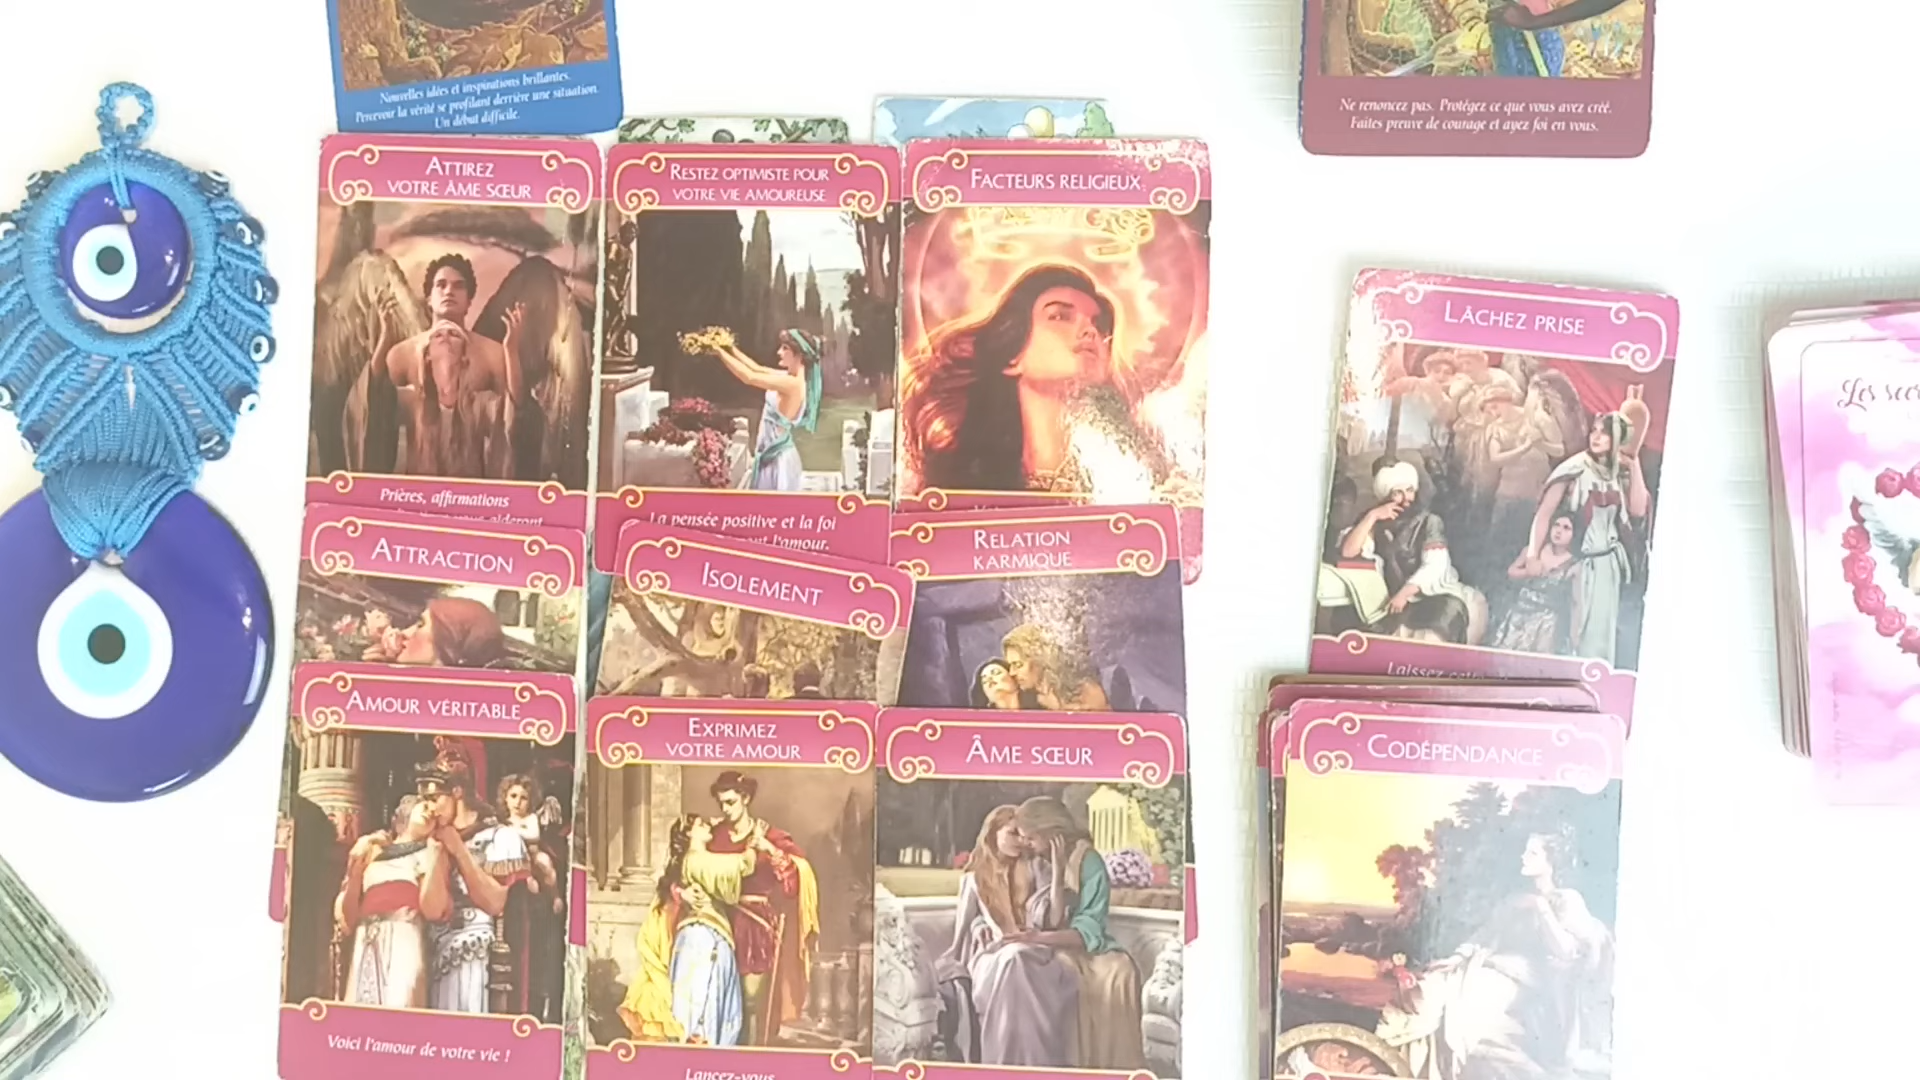 Nouvelles idées et inspirations brillantes.
Percevoir la vérité se profilant derrière une situation.
Un début difficile.
Ne renoncez pas. Protégez ce que vous avez créé.
Faites preuve de courage et ayez foi en vous.
ATTIREZ
VOTRE ÂME SŒUR
Prières, affirmations
RESTEZ OPTIMISTE POUR
VOTRE VIE AMOUREUSE
La pensée positive et la foi
l'amour.
FACTEURS RELIGIEUX
LÂCHEZ PRISE
Laissez
Les
ATTRACTION
ISOLEMENT
RELATION
KARMIQUE
AMOUR VÉRITABLE
Voici l'amour de votre vie !
EXPRIMEZ
VOTRE AMOUR
Lancez-vous
ÂME SŒUR
CODÉPENDANCE